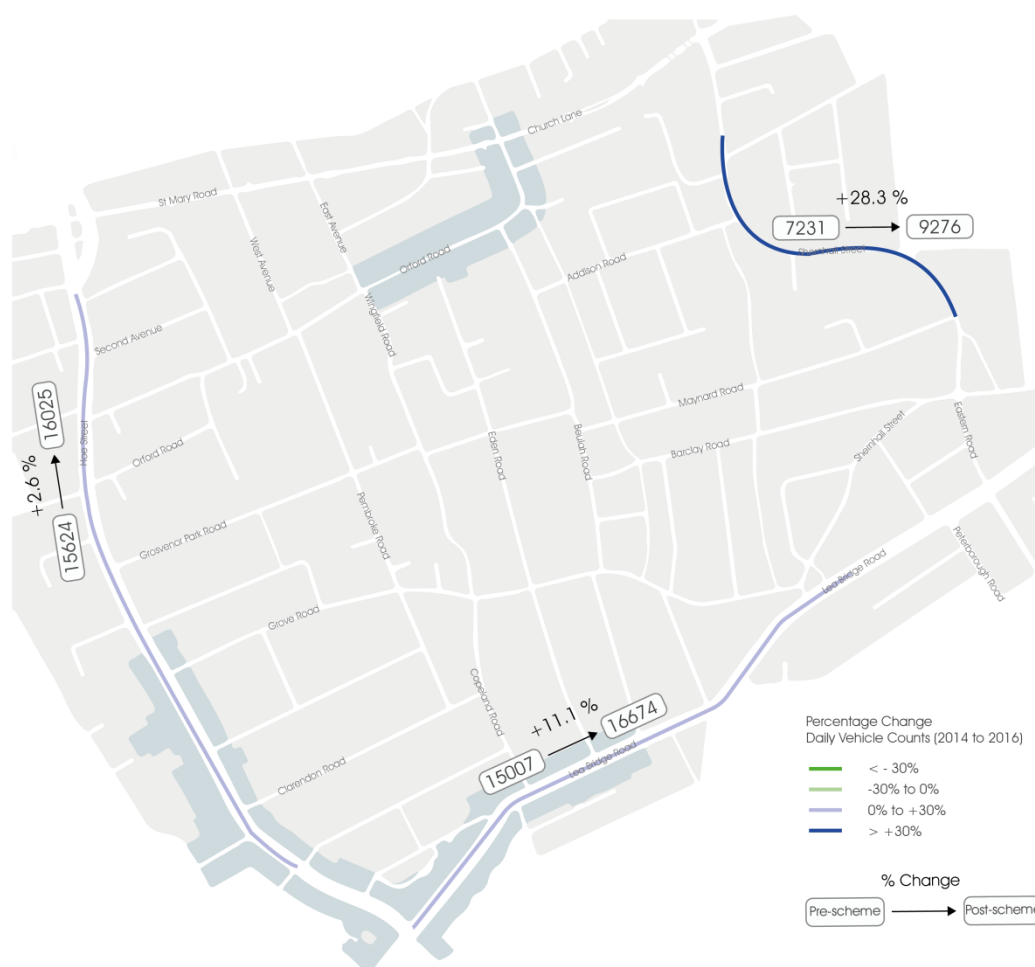 Church Lane
St Mary Road
East Avenue
+28.3 %
7231
9276
West Avenue
Orford Road
Shernhall Street
Addison Road
Wingfield Road
Second Avenue
16025
Hoe Street
Maynard Road
Eastern Road
Orford Road
Eden Road
Beulah Road
Barclay Road
Shernhall Street
+2.6 %
15624
Grosvenor Park Road
Pembroke Road
Peterborough Road
Lea Bridge Road
Grove Road
Copeland Road
+11.1 %
16674
15007
Lea Bridge Road
Clarendon Road
Percentage Change
Daily Vehicle Counts (2014 to 2016)
< - 30%
-30% to 0%
0% to +30%
> +30%
% Change
Pre-scheme
Post-scheme